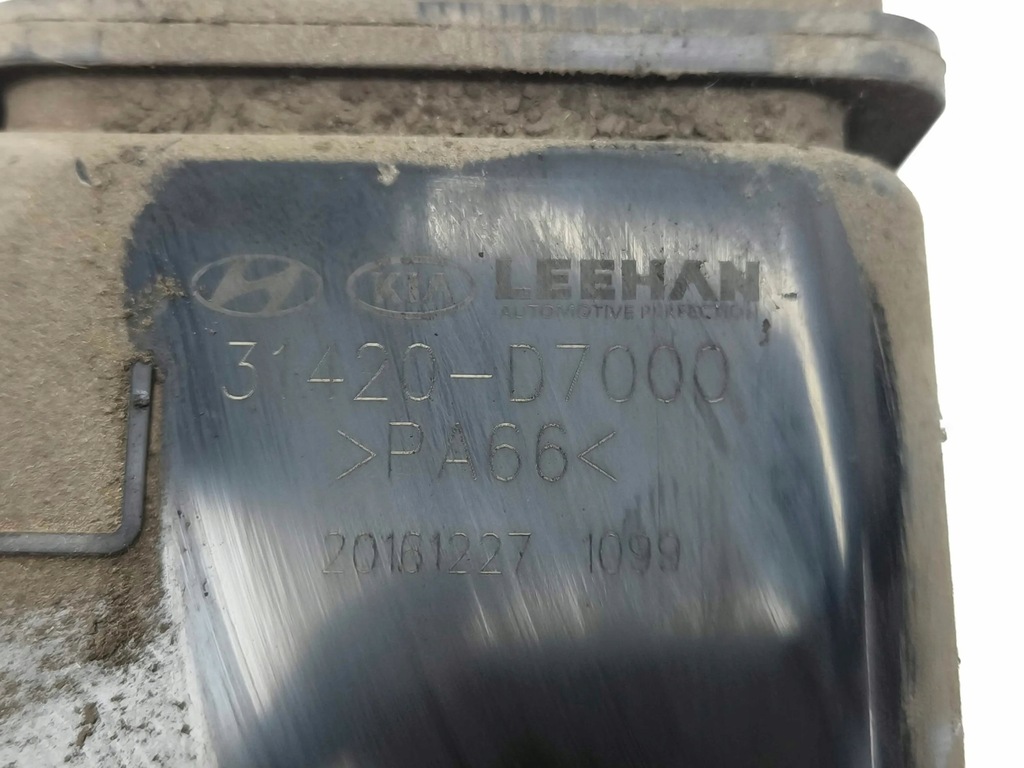 KIA LEEHAN
AUTOMOTIVE PERFECTION
31420-D7000
>PA66<
20161227 1099